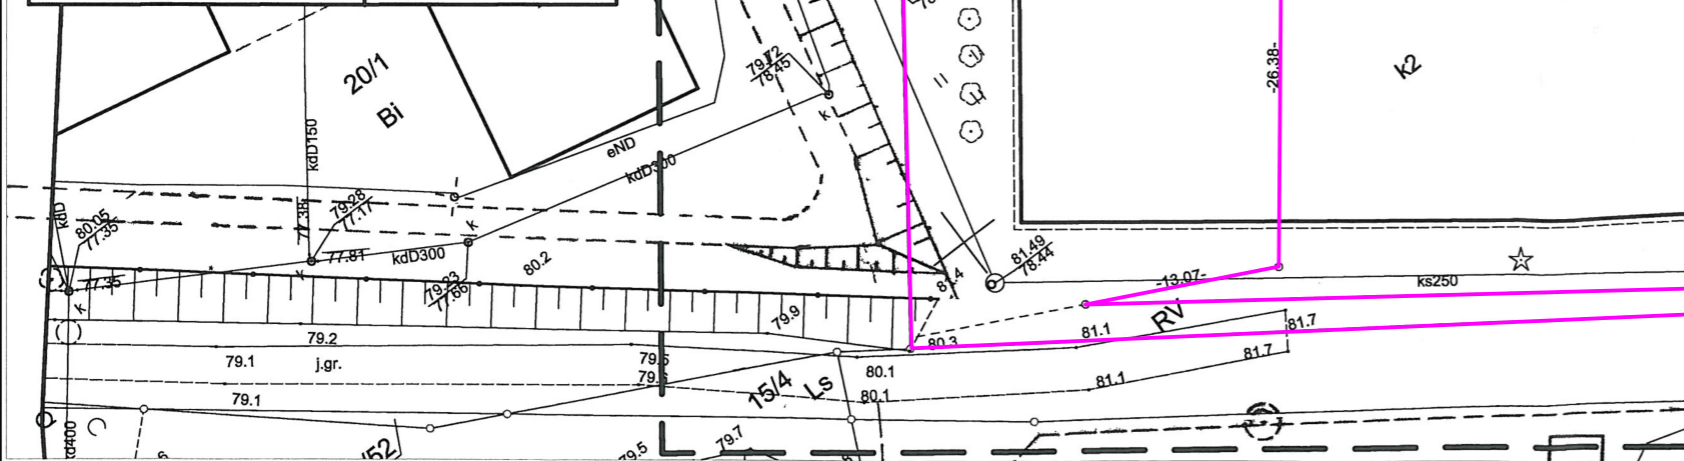 20/1
Bi
kdD150
eND
kdD300
k
79.72
78.45
-26.38-
k2
kdD
80.05
77.35
77.38
79.28
77.17
k
77.81
k
kdD300
79.23
77.66
80.2
77.35
k
81.49
78.44
81.4
-13.07-
RV
ks250
79.9
79.2
79.1
j.gr.
79.5
80.3
81.1
81.7
81.7
80.1
81.1
80.1
15/4
Ls
79.1
kd400
/52
79.5
79.7